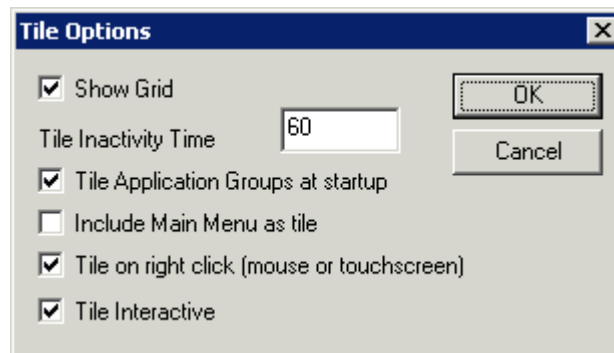 Tile Options
Show Grid
OK
Tile Inactivity Time 60
Cancel
Tile Application Groups at startup
Include Main Menu as tile
Tile on right click (mouse or touchscreen)
Tile Interactive